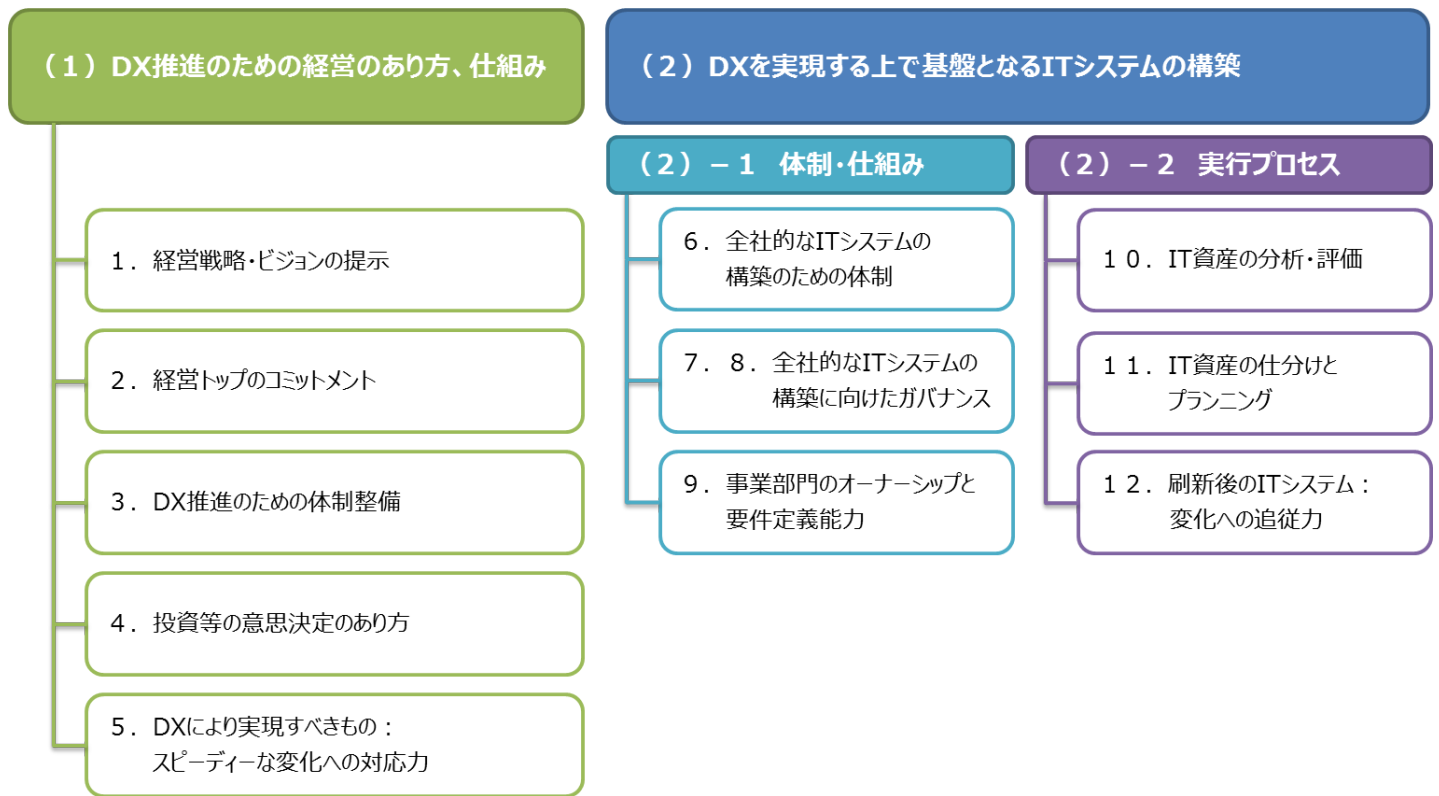 (1)DX推進のための経営のあり方、仕組み
1.経営戦略・ビジョンの提示
2.経営トップのコミットメント
3.DX推進のための体制整備
4.投資等の意思決定のあり方
5.DXにより実現すべきもの:
スピーディーな変化への対応力
(2)DXを実現する上で基盤となるITシステムの構築
(2)-1 体制・仕組み
6.全社的なITシステムの
構築のための体制
7.8.全社的なITシステムの
構築に向けたガバナンス
9.事業部門のオーナーシップと
要件定義能力
(2)-2 実行プロセス
10.IT資産の分析・評価
11.IT資産の仕分けと
プランニング
12.刷新後のITシステム:
変化への追従力